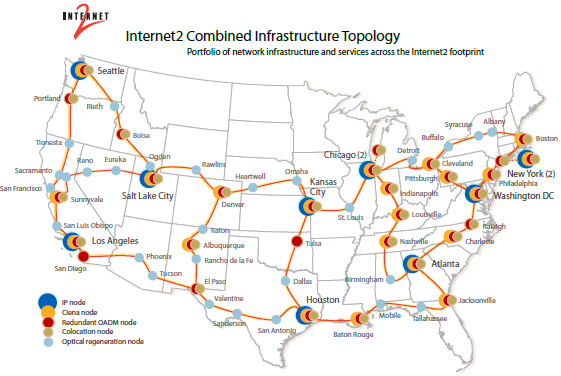 INTERNET
2
Internet2 Combined Infrastructure Topology
Portfolio of network infrastructure and services across the Internet2 footprint
Seattle
Portland
Rieth
Boise
Tionesta
Ogden
Reno
Eureka
Sacramento
San Francisco
Sunnyvale
Salt Lake City
Rawlins
Heartwell
Omaha
Denver
Kansas
City
San Luis Obispo
Los Angeles
San Diego
Phoenix
Tucson
Raton
Albuquerque
Rancho de la Fe
El Paso
Valentine
Sanderson
San Antonio
Tulsa
Dallas
Houston
Baton Rouge
Chicago (2)
St. Louis
Detroit
Indianapolis
Louisville
Nashville
Birmingham
Mobile
Tallahassee
Jacksonville
Atlanta
Charlotte
Raleigh
Washington DC
Philadelphia
New York (2)
Pittsburgh
Cleveland
Buffalo
Syracuse
Albany
Boston
IP node
Ciena node
Redundant OADM node
Colocation node
Optical regeneration node